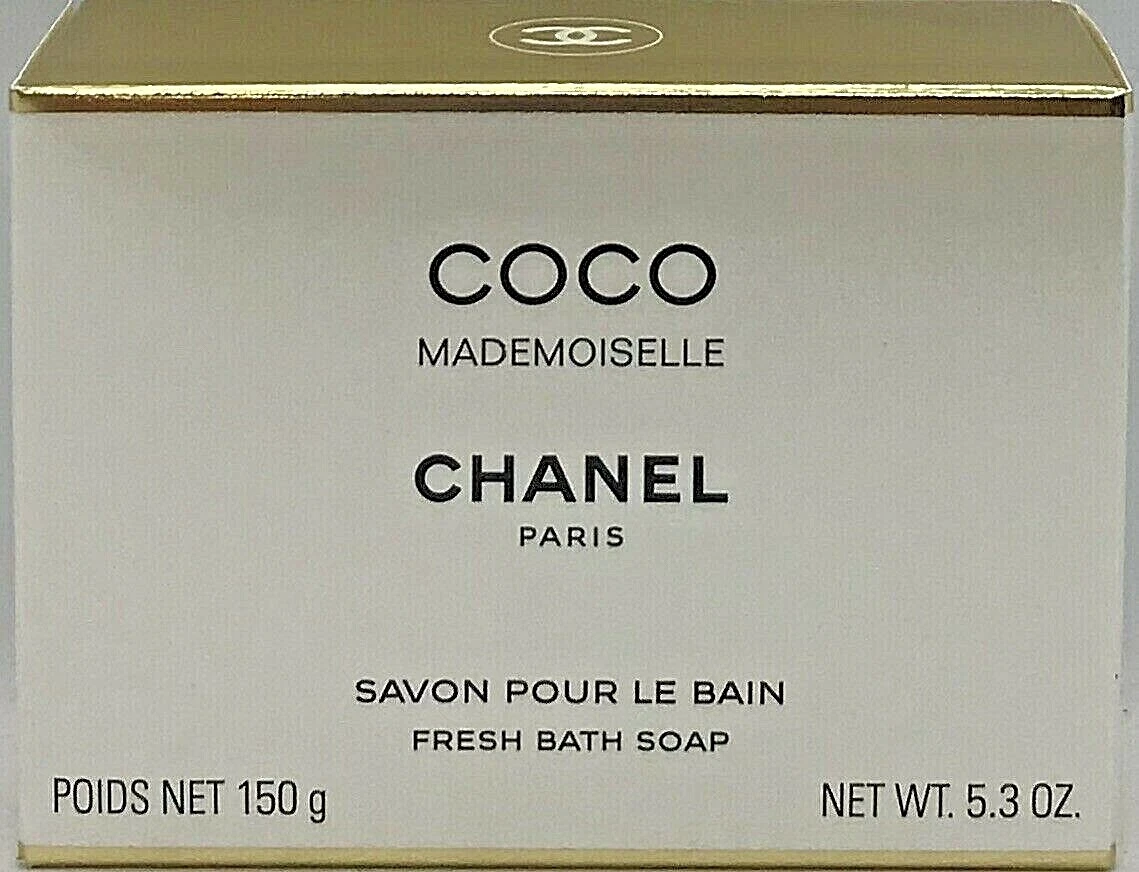 COCO
MADEMOISELLE
CHANEL
PARIS
SAVON POUR LE BAIN
FRESH BATH SOAP
POIDS NET 150 g
NET WT. 5.3 OZ.